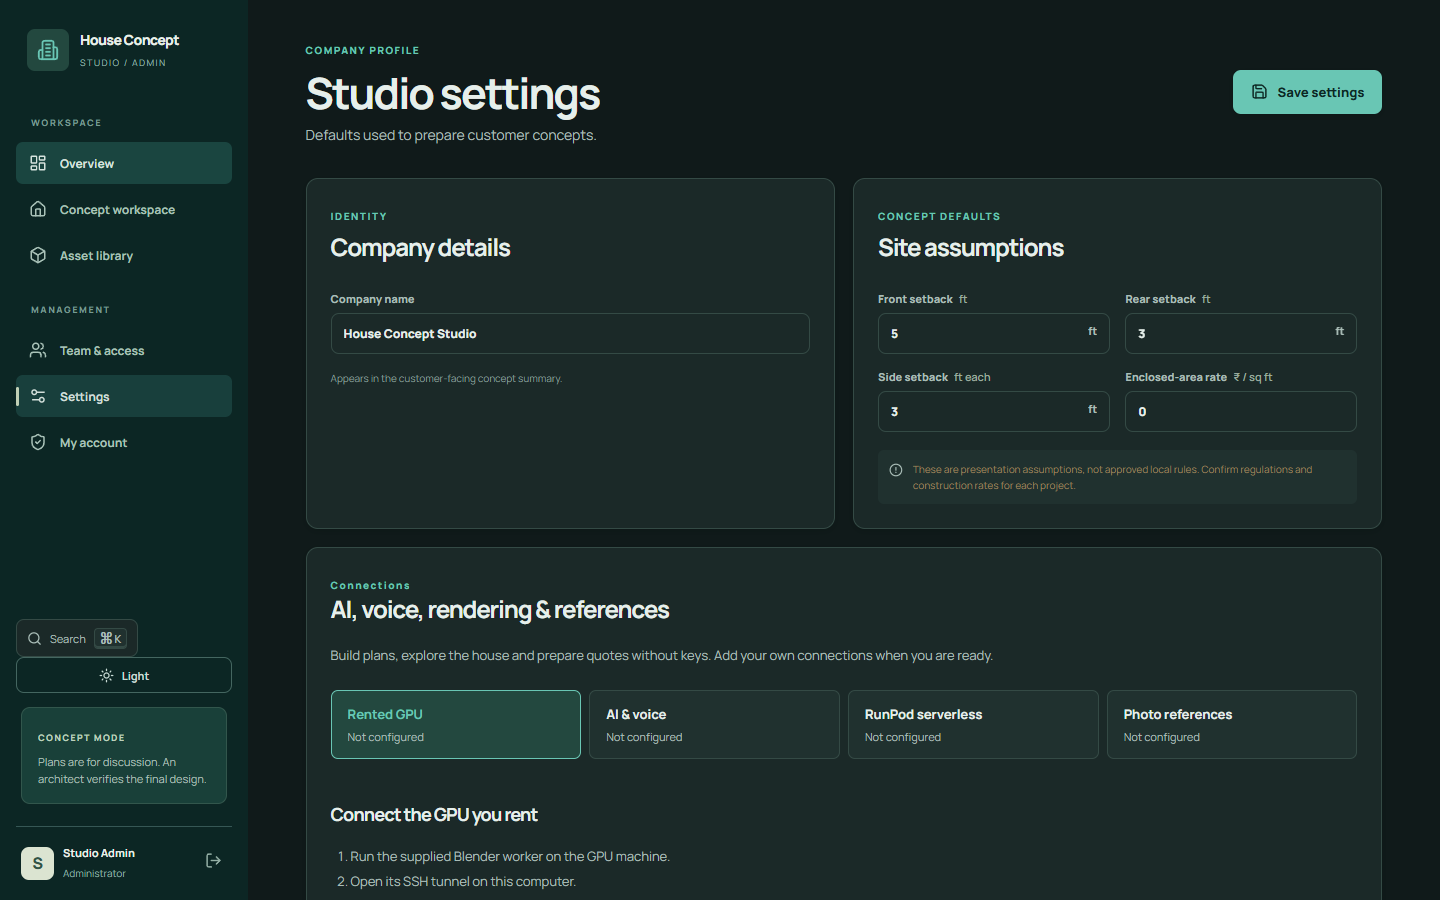 House Concept
STUDIO / ADMIN
WORKSPACE
Overview
Concept workspace
Asset library
MANAGEMENT
Team & access
Settings
My account
Search ⌘K
Light
CONCEPT MODE
Plans are for discussion. An
architect verifies the final design.
S
Studio Admin
Administrator
COMPANY PROFILE
Studio settings
Defaults used to prepare customer concepts.
Save settings
IDENTITY
Company details
Company name
House Concept Studio
Appears in the customer-facing concept summary.
CONCEPT DEFAULTS
Site assumptions
Front setback ft
5 ft
Rear setback ft
3 ft
Side setback ft each
3 ft
Enclosed-area rate ₹ / sq ft
0
These are presentation assumptions, not approved local rules. Confirm regulations and
construction rates for each project.
Connections
AI, voice, rendering & references
Build plans, explore the house and prepare quotes without keys. Add your own connections when you are ready.
Rented GPU
Not configured
AI & voice
Not configured
RunPod serverless
Not configured
Photo references
Not configured
Connect the GPU you rent
1. Run the supplied Blender worker on the GPU machine.
2. Open its SSH tunnel on this computer.